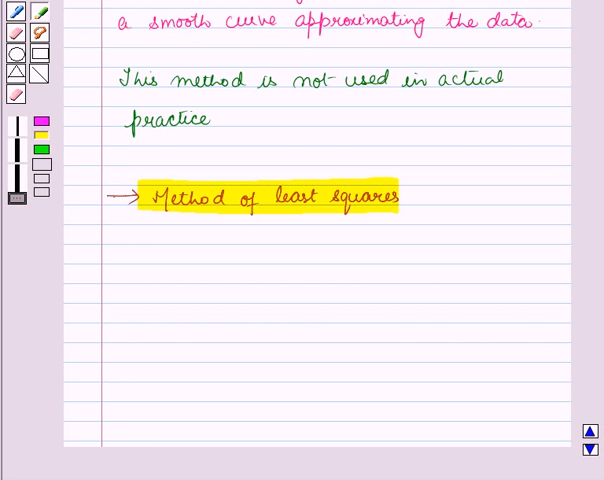 a smooth curve approximating the data.
This method is not used in actual
practice
→ Method of least squares